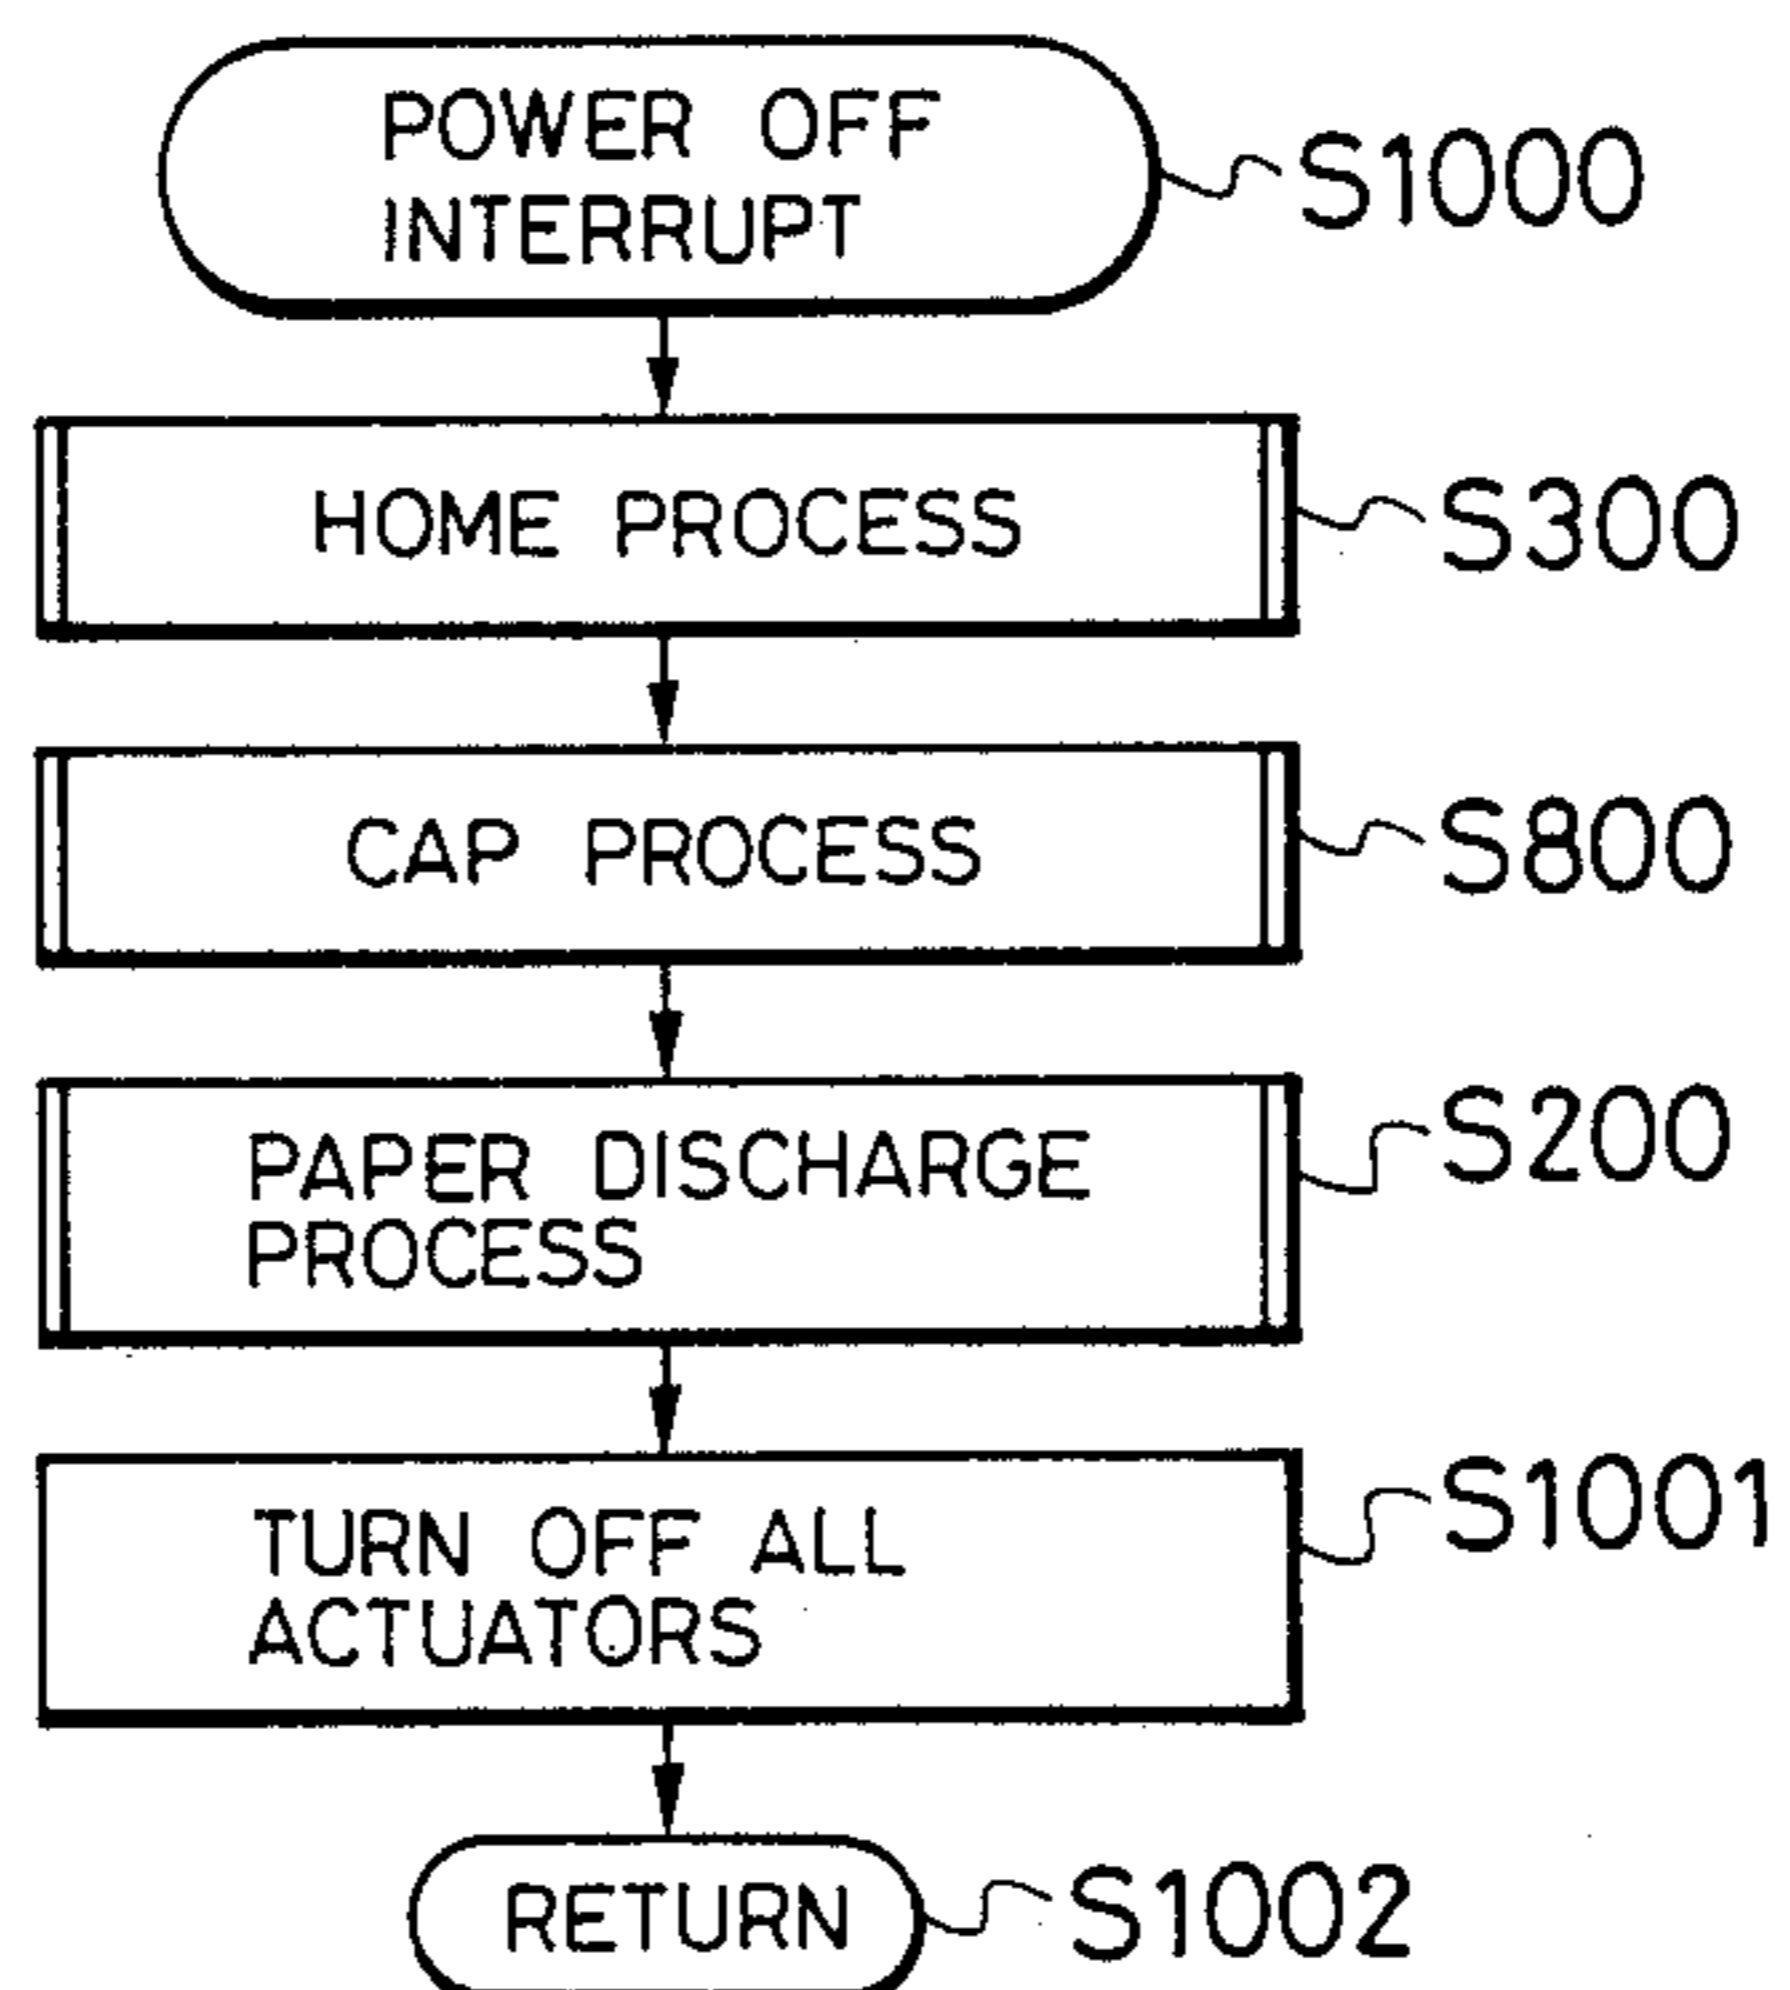 POWER OFF
INTERRUPT
S1000
HOME PROCESS
S300
CAP PROCESS
S800
PAPER DISCHARGE
PROCESS
S200
TURN OFF ALL
ACTUATORS
S1001
RETURN
S1002